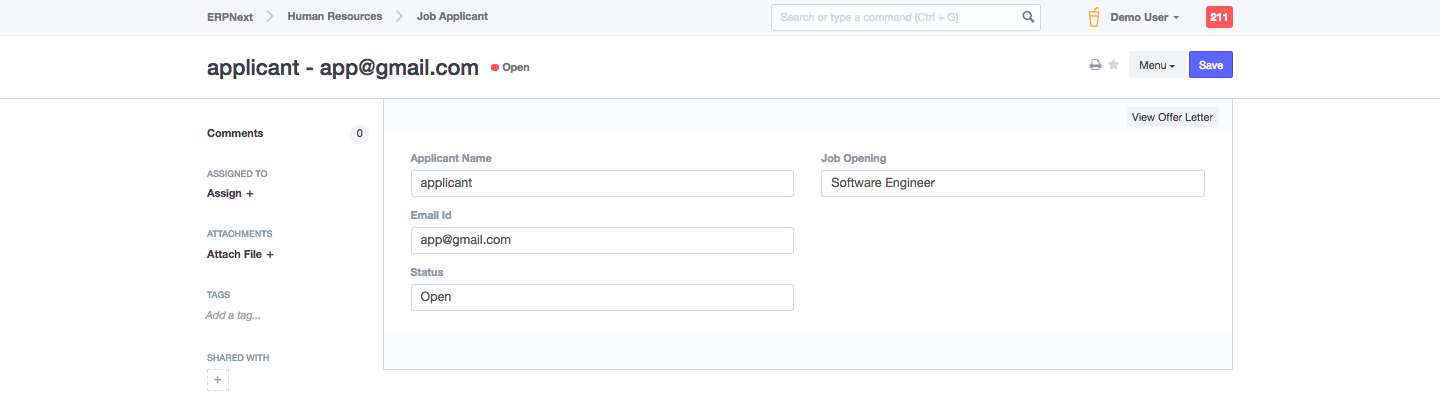 ERPNext Human Resources Job Applicant Search or type a command (Ctrl + G) Demo User 211
applicant - app@gmail.com Open Menu Save
Comments 0
ASSIGNED TO
Assign +
ATTACHMENTS
Attach File +
TAGS
Add a tag...
SHARED WITH
+
View Offer Letter
Applicant Name
applicant
Email Id
app@gmail.com
Status
Open
Job Opening
Software Engineer